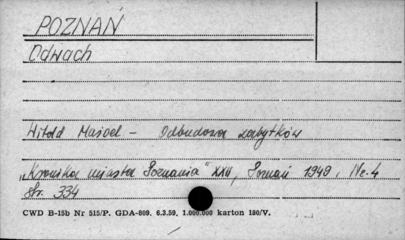 POZNAŃ
Odwach
Witold Maisel - Odbudowa zabytków
„Kronika miasta Poznania" XXII, Poznań 1949, Nr. 4
str. 334
CWD B-15b Nr 515/P. GDA-809. 6.3.59. 1.000.000 karton 180/V.